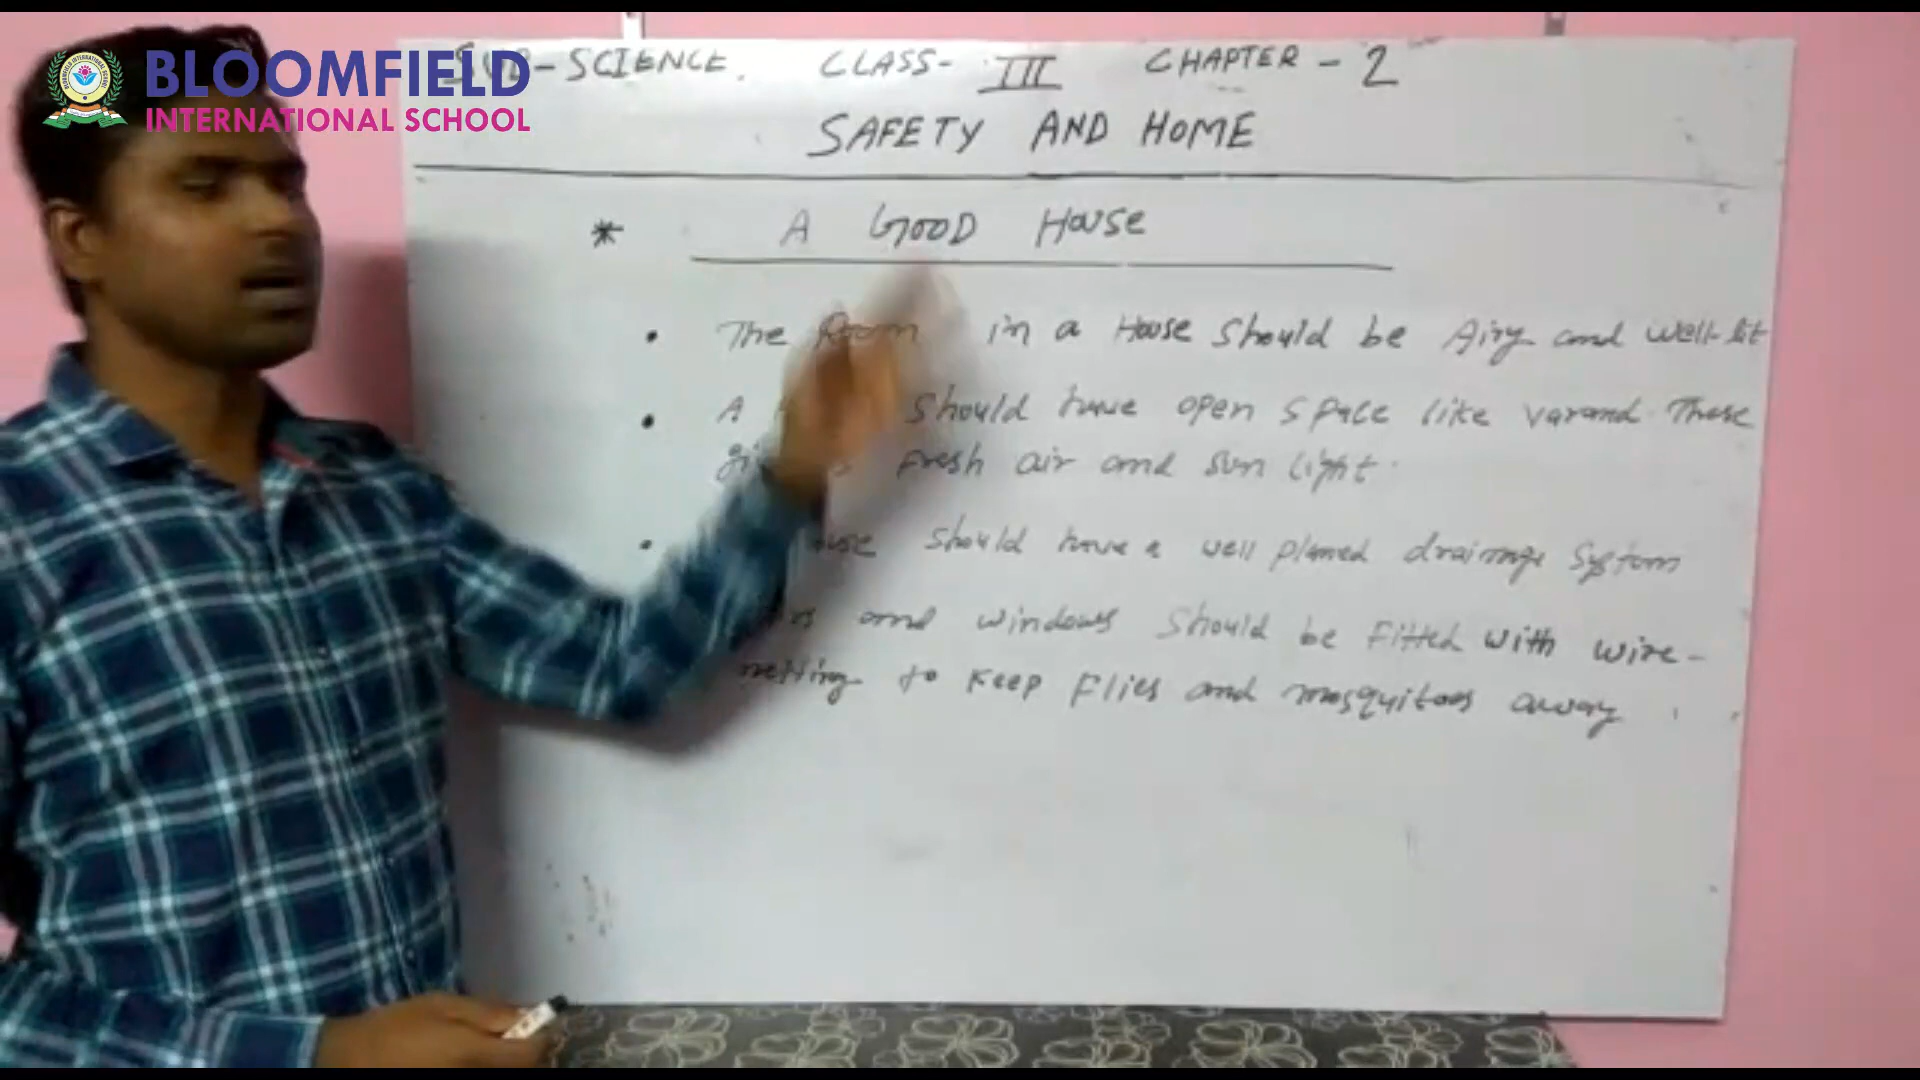 BLOOMFIELD
INTERNATIONAL SCHOOL
SUB-SCIENCE. CLASS- III CHAPTER - 2
SAFETY AND HOME
* A GOOD HOUSE
• The Room in a House should be Airy and well-lit
• A should have open space like varand. These
fresh air and sun light.
• should have a well planed drainage system
and windows should be fitted with wire-
netting to keep flies and mosquitoes away.